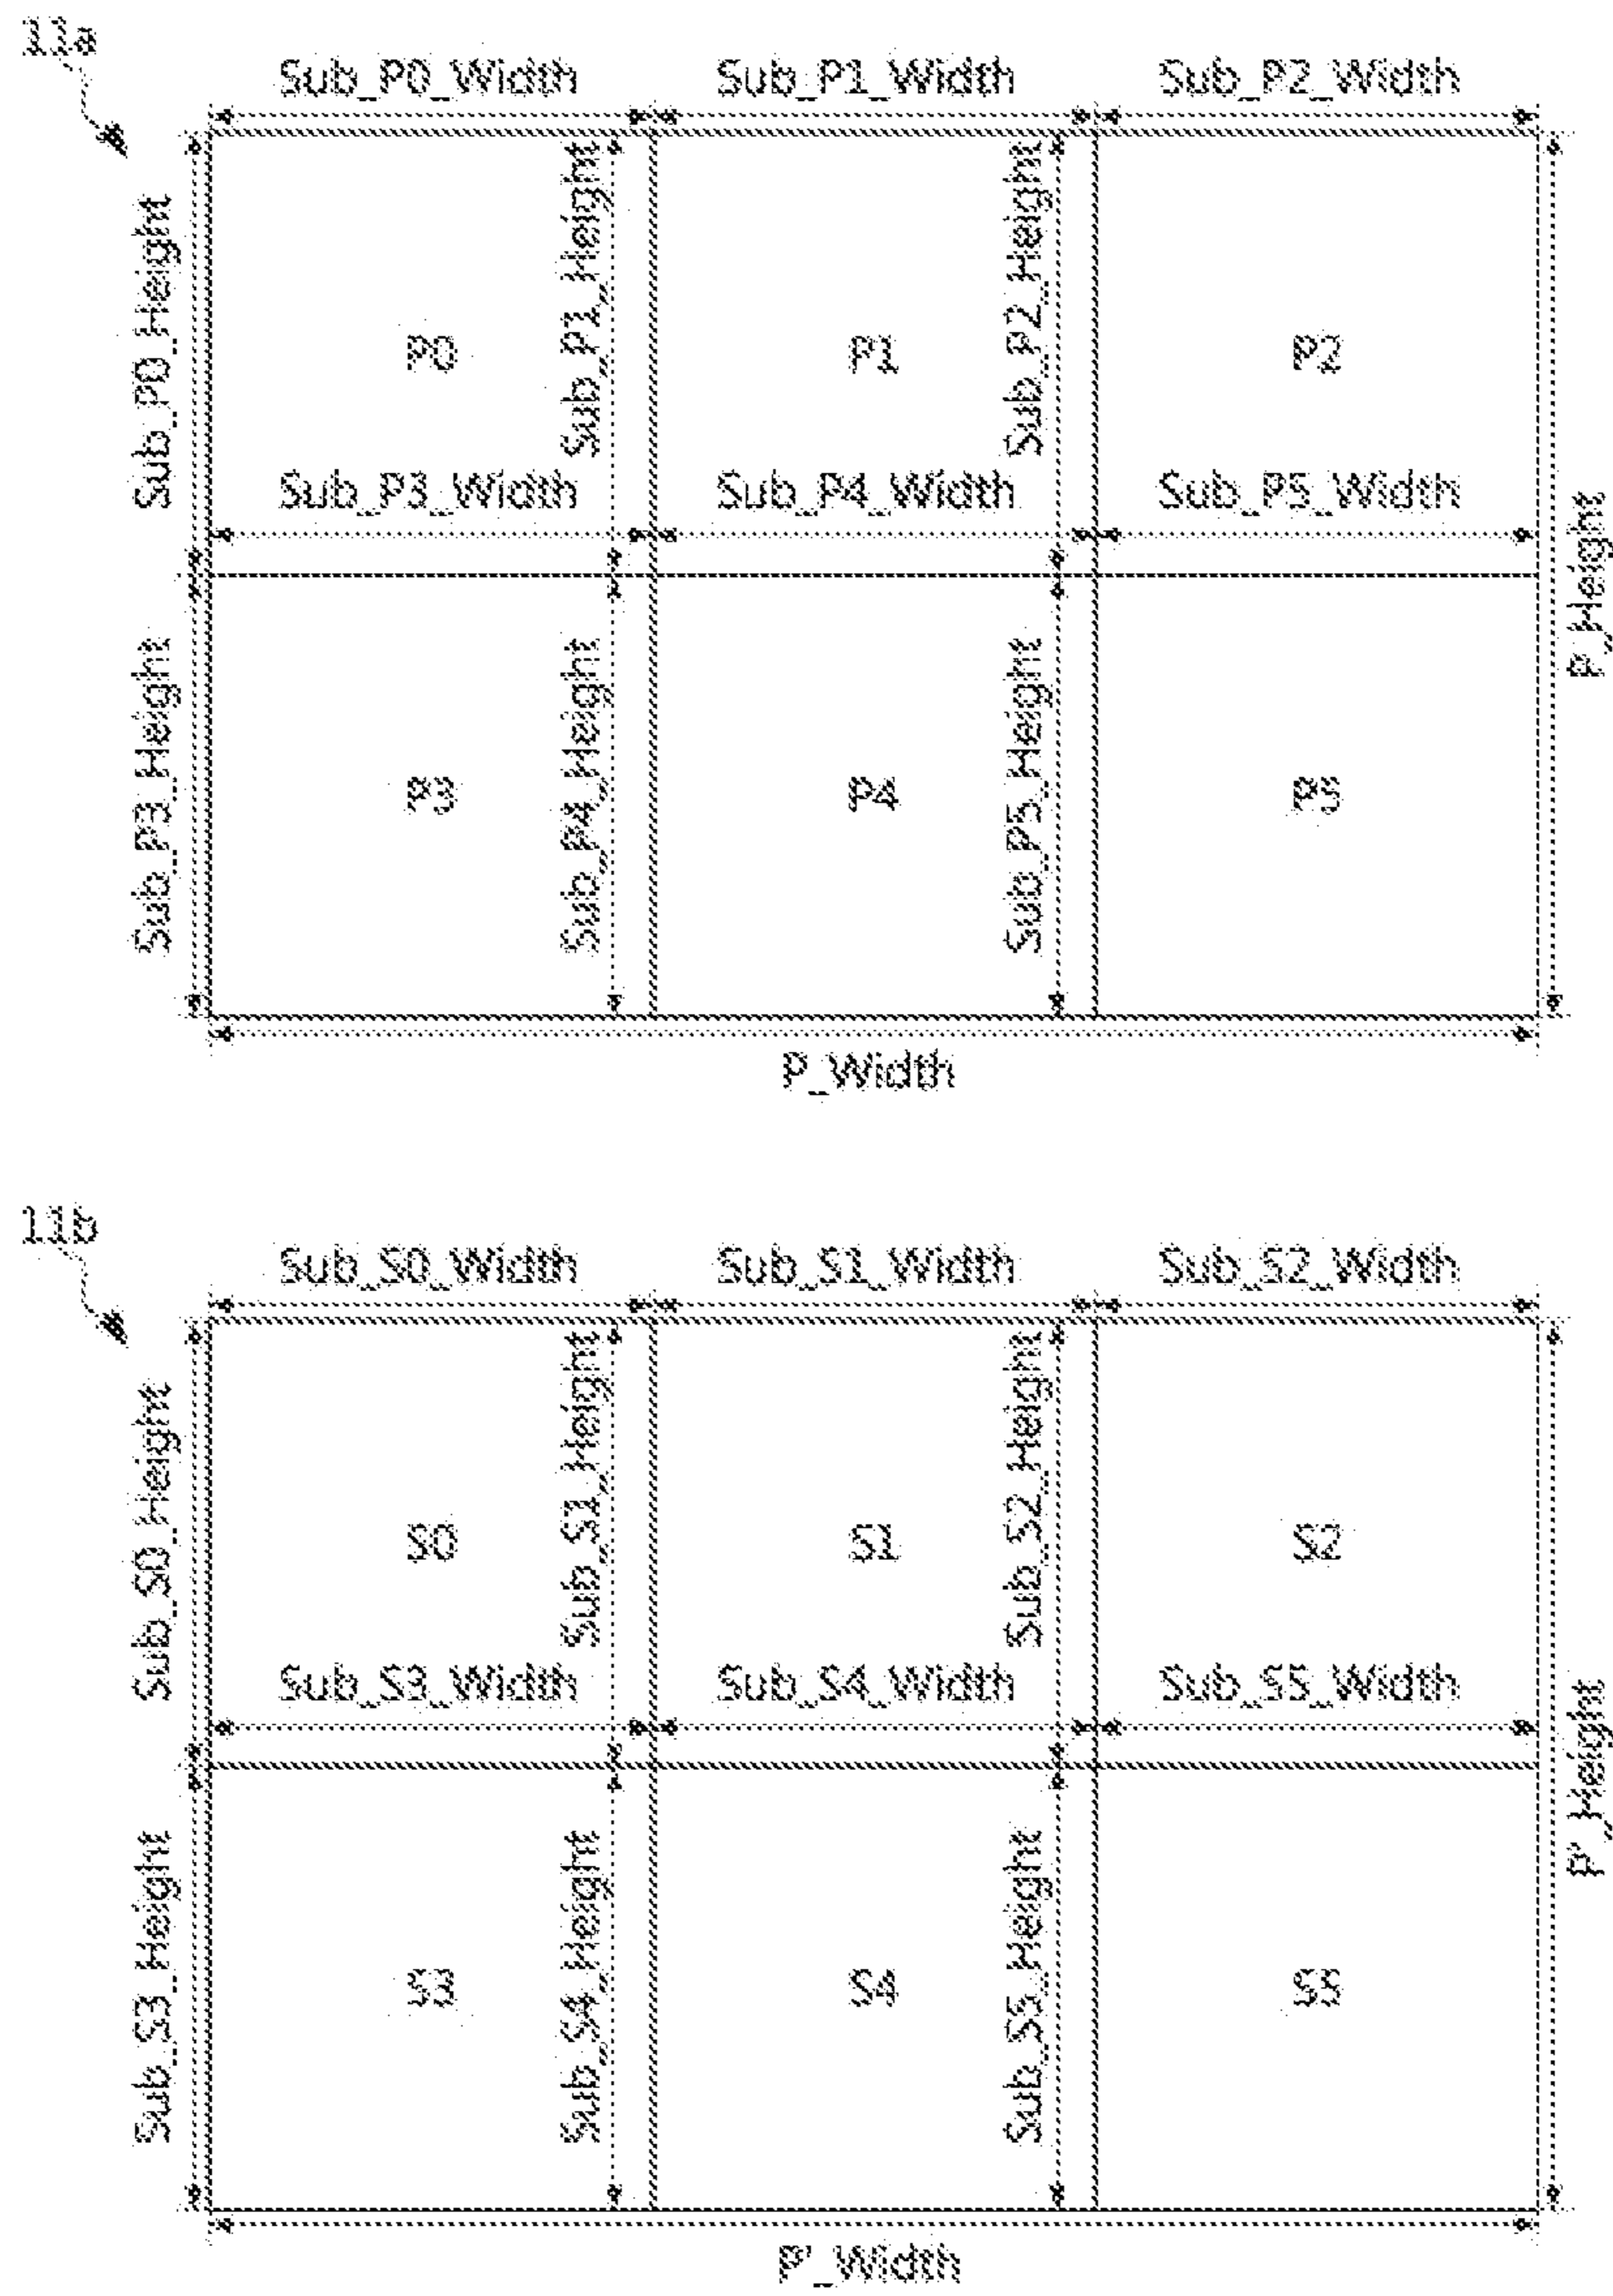 11a
Sub_P0_Width Sub_P1_Width Sub_P2_Width
Sub_P0_Height
Sub_P1_Height
Sub_P2_Height
P0 P1 P2
Sub_P3_Width Sub_P4_Width Sub_P5_Width
P_Height
Sub_P3_Height
Sub_P4_Height
Sub_P5_Height
P3 P4 P5
P_Width
11b
Sub_S0_Width Sub_S1_Width Sub_S2_Width
Sub_S0_Height
Sub_S1_Height
Sub_S2_Height
S0 S1 S2
Sub_S3_Width Sub_S4_Width Sub_S5_Width
P'_Height
Sub_S3_Height
Sub_S4_Height
Sub_S5_Height
S3 S4 S5
P'_Width